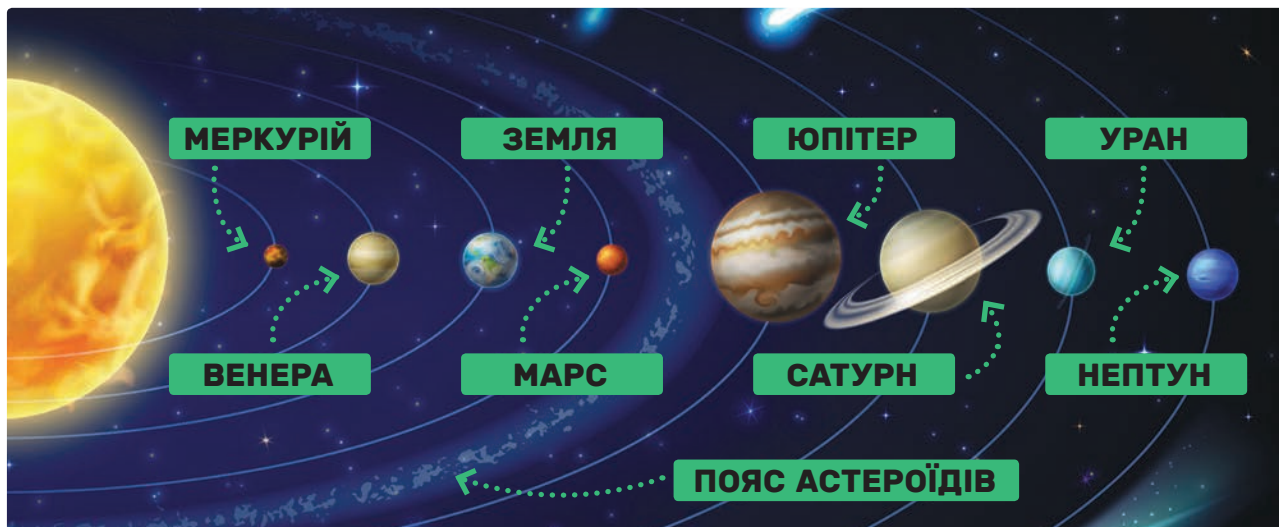 МЕРКУРІЙ
ЗЕМЛЯ
ЮПІТЕР
УРАН
ВЕНЕРА
МАРС
САТУРН
НЕПТУН
ПОЯС АСТЕРОЇДІВ